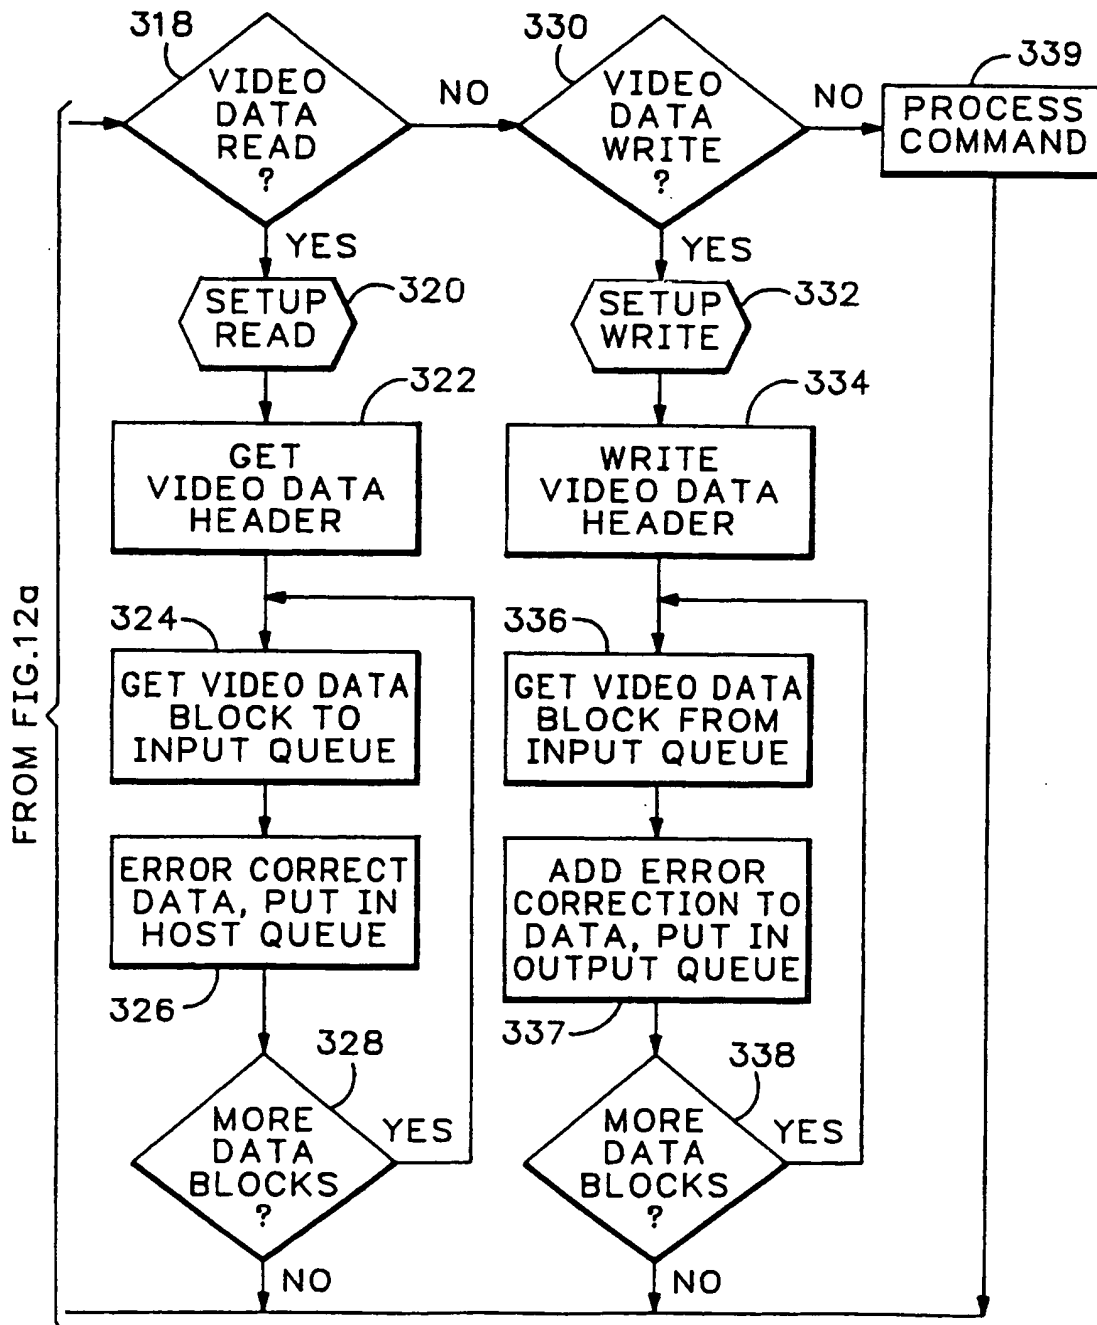 318
VIDEO
DATA
READ
?
NO
330
VIDEO
DATA
WRITE
?
NO
339
PROCESS
COMMAND
YES
YES
SETUP
READ
320
SETUP
WRITE
332
322
GET
VIDEO DATA
HEADER
334
WRITE
VIDEO DATA
HEADER
FROM FIG.12a
324
GET VIDEO DATA
BLOCK TO
INPUT QUEUE
336
GET VIDEO DATA
BLOCK FROM
INPUT QUEUE
ERROR CORRECT
DATA, PUT IN
HOST QUEUE
326
ADD ERROR
CORRECTION TO
DATA, PUT IN
OUTPUT QUEUE
337
328
MORE
DATA
BLOCKS
?
YES
338
MORE
DATA
BLOCKS
?
YES
NO
NO